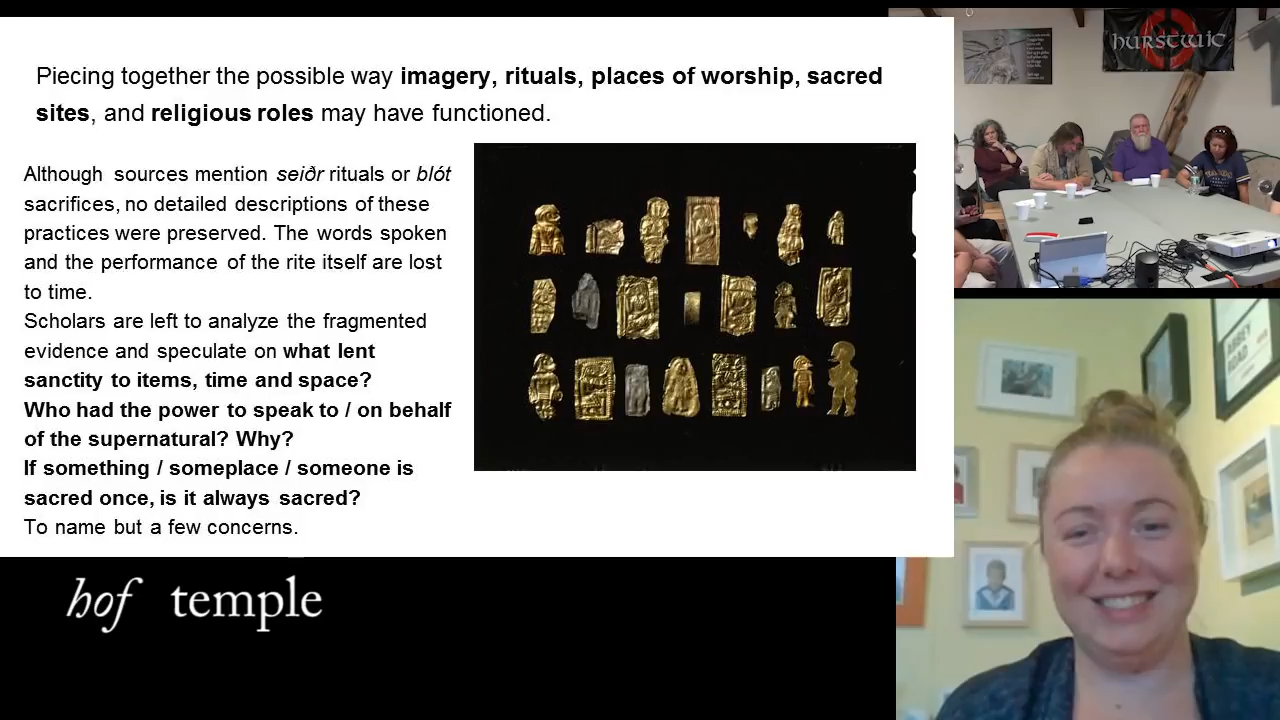 Piecing together the possible way imagery, rituals, places of worship, sacred
sites, and religious roles may have functioned.
Although sources mention seiðr rituals or blót
sacrifices, no detailed descriptions of these
practices were preserved. The words spoken
and the performance of the rite itself are lost
to time.
Scholars are left to analyze the fragmented
evidence and speculate on what lent
sanctity to items, time and space?
Who had the power to speak to / on behalf
of the supernatural? Why?
If something / someplace / someone is
sacred once, is it always sacred?
To name but a few concerns.
hof temple
HURSTWIC
ABBEY
ROAD